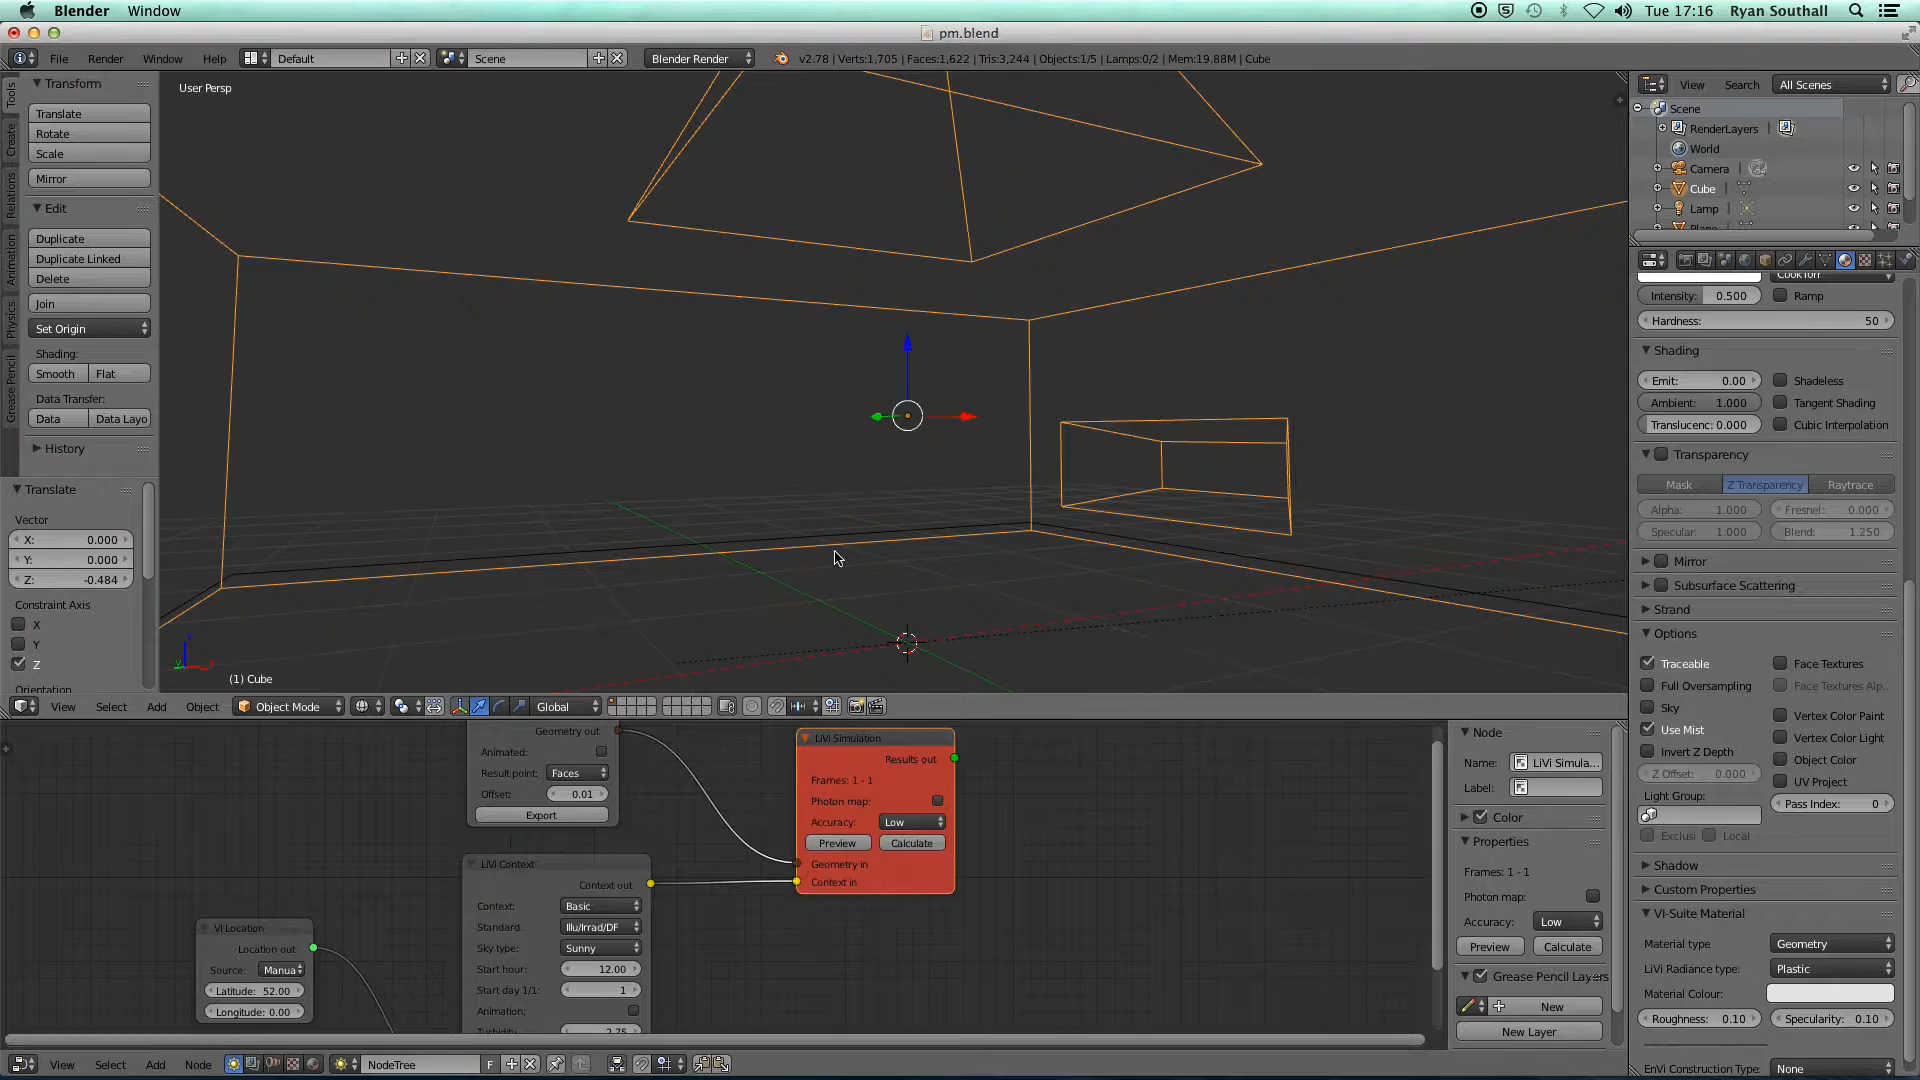 Blender Window Tue 17:16 Ryan Southall
pm.blend
File Render Window Help Default Scene Blender Render v2.78 | Verts:1,705 | Faces:1,622 | Tris:3,244 | Objects:1/5 | Lamps:0/2 | Mem:19.88M | Cube
Tools
Create
Relations
Animation
Physics
Grease Pencil
Transform
Translate
Rotate
Scale
Mirror
Edit
Duplicate
Duplicate Linked
Delete
Join
Set Origin
Shading:
Smooth Flat
Data Transfer:
Data Data Layo
History
Translate
Vector
X: 0.000
Y: 0.000
Z: -0.484
Constraint Axis
X
Y
Z
Orientation
User Persp
(1) Cube
View Select Add Object Object Mode Global
View Search All Scenes
Scene
RenderLayers
World
Camera
Cube
Lamp
CookTorr
Intensity: 0.500 Ramp
Hardness: 50
Shading
Emit: 0.00 Shadeless
Ambient: 1.000 Tangent Shading
Translucenc: 0.000 Cubic Interpolation
Transparency
Mask Z Transparency Raytrace
Alpha: 1.000 Fresnel: 0.000
Specular: 1.000 Blend: 1.250
Mirror
Subsurface Scattering
Strand
Options
Traceable Face Textures
Full Oversampling Face Textures Alp..
Sky Vertex Color Paint
Use Mist Vertex Color Light
Invert Z Depth Object Color
Z Offset: 0.000 UV Project
Light Group: Pass Index: 0
Exclusi Local
Shadow
Custom Properties
VI-Suite Material
Material type Geometry
LiVi Radiance type: Plastic
Material Colour:
Roughness: 0.10 Specularity: 0.10
EnVi Construction Type: None
Geometry out
Animated:
Result point: Faces
Offset: 0.01
Export
LiVi Context
Context out
Context: Basic
Standard: Illu/Irrad/DF
Sky type: Sunny
Start hour: 12.00
Start day 1/1: 1
Animation;
Turbidity 2.75
VI Location
Location out
Source: Manua
Latitude: 52.00
Longitude: 0.00
LiVi Simulation
Results out
Frames: 1 - 1
Photon map:
Accuracy: Low
Preview Calculate
Geometry in
Context in
Node
Name: LiVi Simula...
Label:
Color
Properties
Frames: 1 - 1
Photon map:
Accuracy: Low
Preview Calculate
Grease Pencil Layers
New
New Layer
View Select Add Node NodeTree F